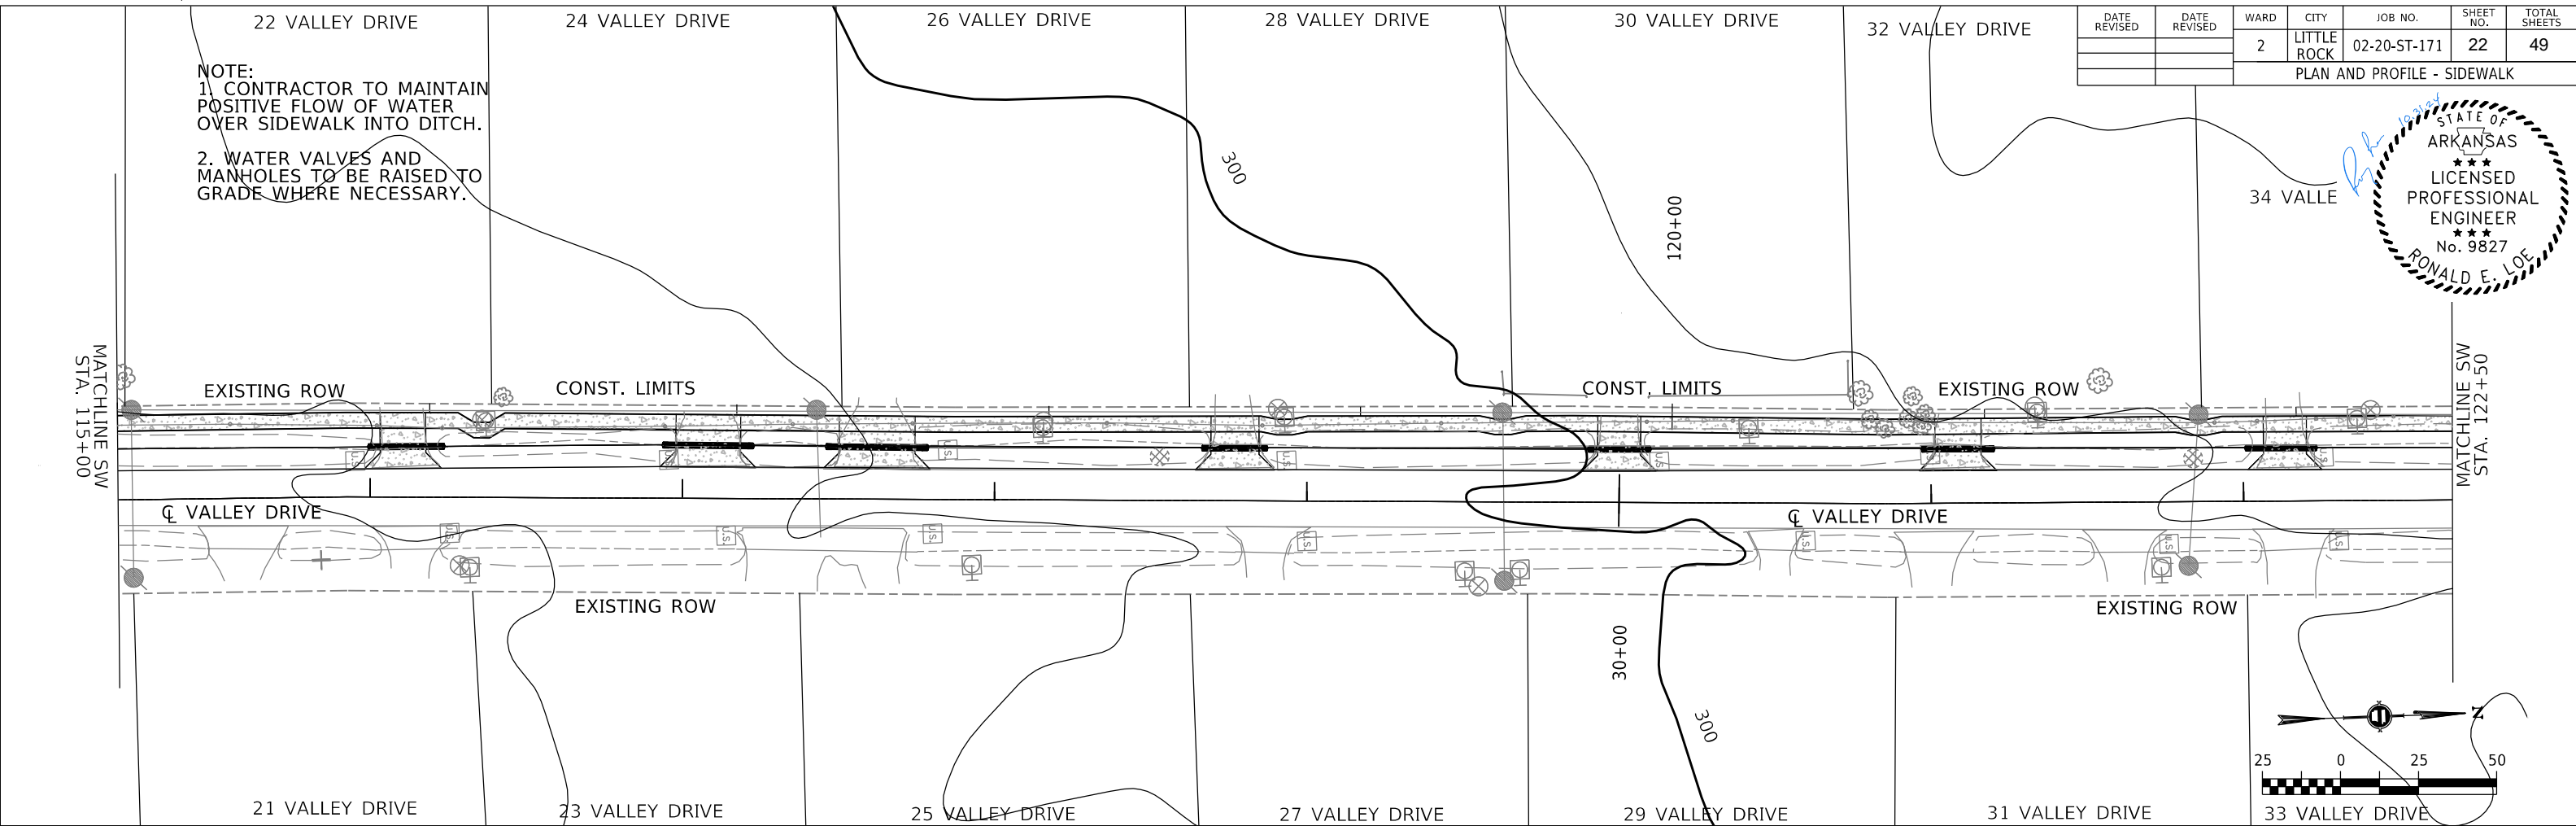 22 VALLEY DRIVE
24 VALLEY DRIVE
26 VALLEY DRIVE
28 VALLEY DRIVE
30 VALLEY DRIVE
32 VALLEY DRIVE
DATE REVISED
DATE REVISED
WARD
CITY
JOB NO.
SHEET NO.
TOTAL SHEETS
2
LITTLE ROCK
02-20-ST-171
22
49
PLAN AND PROFILE - SIDEWALK
NOTE:
1. CONTRACTOR TO MAINTAIN
POSITIVE FLOW OF WATER
OVER SIDEWALK INTO DITCH.
2. WATER VALVES AND
MANHOLES TO BE RAISED TO
GRADE WHERE NECESSARY.
10.31.24
STATE OF
ARKANSAS
LICENSED
PROFESSIONAL
ENGINEER
No. 9827
RONALD E. LOE
34 VALLE
300
120+00
MATCHLINE SW
STA. 115+00
EXISTING ROW
CONST. LIMITS
CONST. LIMITS
EXISTING ROW
MATCHLINE SW
STA. 122+50
U.S.
U.S.
U.S.
U.S.
U.S.
U.S.
U.S.
℄ VALLEY DRIVE
℄ VALLEY DRIVE
U.S.
U.S.
U.S.
U.S.
U.S.
U.S.
U.S.
EXISTING ROW
EXISTING ROW
30+00
300
N
25 0 25 50
21 VALLEY DRIVE
23 VALLEY DRIVE
25 VALLEY DRIVE
27 VALLEY DRIVE
29 VALLEY DRIVE
31 VALLEY DRIVE
33 VALLEY DRIVE